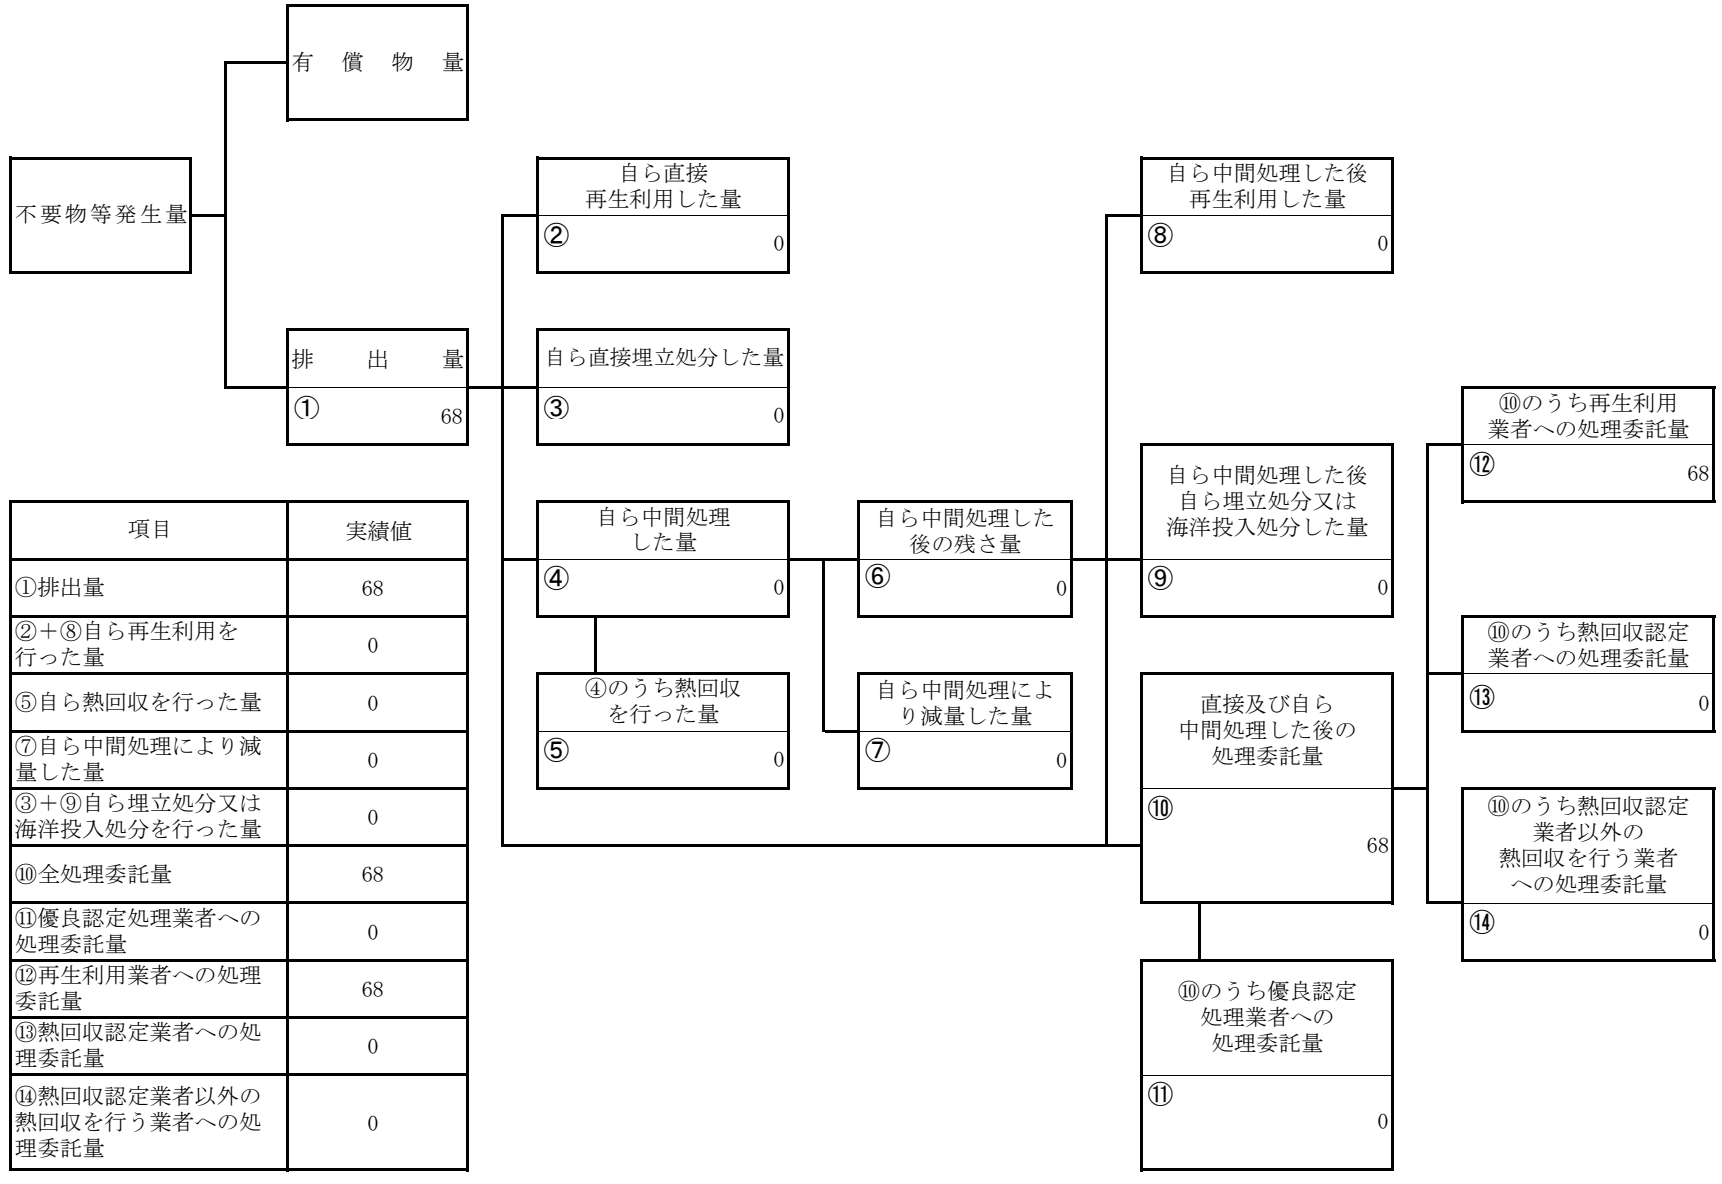 有償物量
不要物等発生量
排出量
①
68
自ら直接
再生利用した量
②
0
自ら直接埋立処分した量
③
0
自ら中間処理
した量
④
0
④のうち熱回収
を行った量
⑤
0
自ら中間処理した
後の残さ量
⑥
0
自ら中間処理によ
り減量した量
⑦
0
自ら中間処理した後
再生利用した量
⑧
0
自ら中間処理した後
自ら埋立処分又は
海洋投入処分した量
⑨
0
直接及び自ら
中間処理した後の
処理委託量
⑩
68
⑩のうち優良認定
処理業者への
処理委託量
⑪
0
⑩のうち再生利用
業者への処理委託量
⑫
68
⑩のうち熱回収認定
業者への処理委託量
⑬
0
⑩のうち熱回収認定
業者以外の
熱回収を行う業者
への処理委託量
⑭
0
項目 実績値
①排出量 68
②＋⑧自ら再生利用を
行った量 0
⑤自ら熱回収を行った量 0
⑦自ら中間処理により減
量した量 0
③＋⑨自ら埋立処分又は
海洋投入処分を行った量 0
⑩全処理委託量 68
⑪優良認定処理業者への
処理委託量 0
⑫再生利用業者への処理
委託量 68
⑬熱回収認定業者への処
理委託量 0
⑭熱回収認定業者以外の
熱回収を行う業者への処
理委託量 0